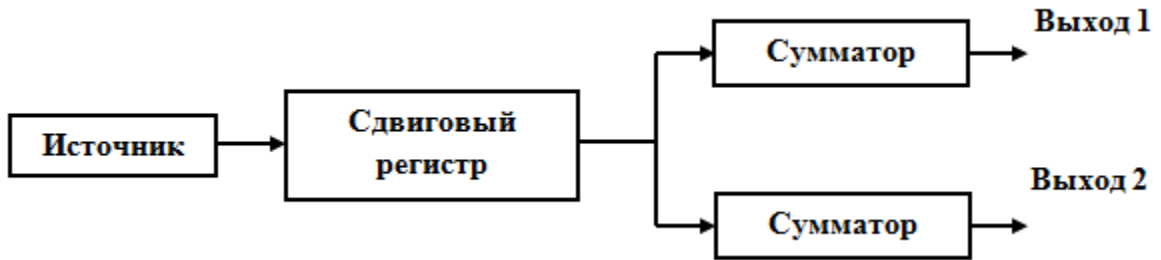 Выход 1
Сумматор
Сдвиговый
регистр
Источник
Выход 2
Сумматор